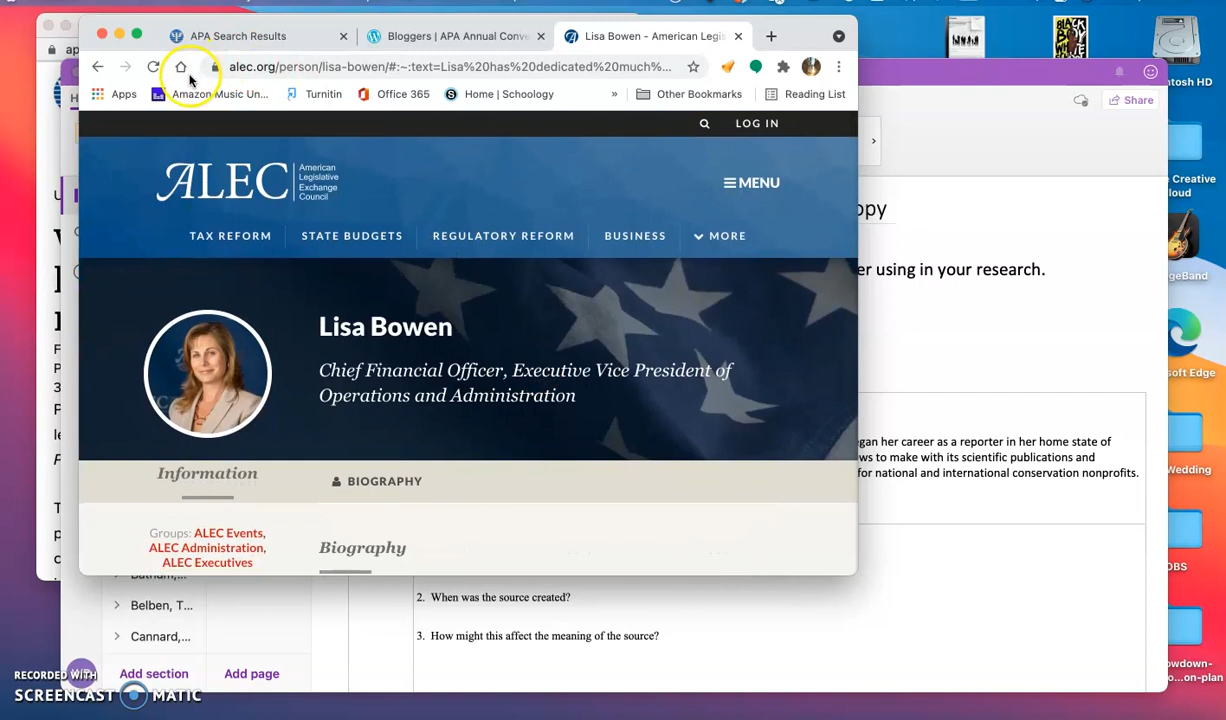 APA Search Results
Bloggers | APA Annual Conve
Lisa Bowen - American Legis
alec.org/person/lisa-bowen/#:~:text=Lisa%20has%20dedicated%20much%...
Apps
Amazon Music Un...
Turnitin
Office 365
Home | Schoology
»
Other Bookmarks
Reading List
LOG IN
ALEC
American
Legislative
Exchange
Council
MENU
TAX REFORM
STATE BUDGETS
REGULATORY REFORM
BUSINESS
MORE
Lisa Bowen
Chief Financial Officer, Executive Vice President of
Operations and Administration
Information
BIOGRAPHY
Groups: ALEC Events,
ALEC Administration,
ALEC Executives
Biography
Share
opy
er using in your research.
gan her career as a reporter in her home state of
ws to make with its scientific publications and
for national and international conservation nonprofits.
2. When was the source created?
3. How might this affect the meaning of the source?
Belben, T...
Cannard,...
Add section
Add page
ntosh HD
e Creative
loud
geBand
soft Edge
Wedding
OBS
owdown-
...on-plan
RECORDED WITH
SCREENCAST MATIC